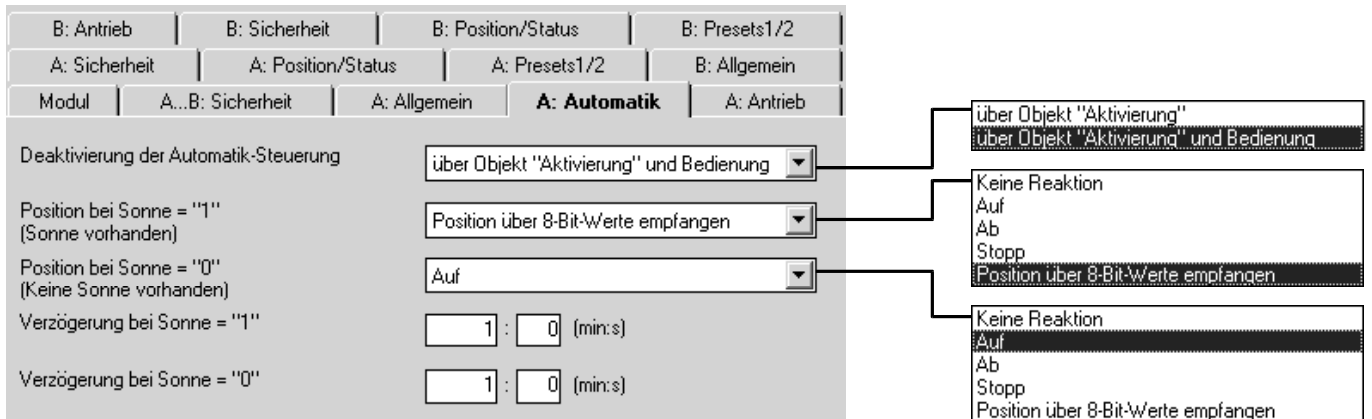 B: Antrieb
B: Sicherheit
B: Position/Status
B: Presets1/2
A: Sicherheit
A: Position/Status
A: Presets1/2
B: Allgemein
Modul
A...B: Sicherheit
A: Allgemein
A: Automatik
A: Antrieb
Deaktivierung der Automatik-Steuerung
über Objekt "Aktivierung" und Bedienung
Position bei Sonne = "1"
(Sonne vorhanden)
Position über 8-Bit-Werte empfangen
Position bei Sonne = "0"
(Keine Sonne vorhanden)
Auf
Verzögerung bei Sonne = "1"
1 : 0 (min:s)
Verzögerung bei Sonne = "0"
1 : 0 (min:s)
über Objekt "Aktivierung"
über Objekt "Aktivierung" und Bedienung
Keine Reaktion
Auf
Ab
Stopp
Position über 8-Bit-Werte empfangen
Keine Reaktion
Auf
Ab
Stopp
Position über 8-Bit-Werte empfangen